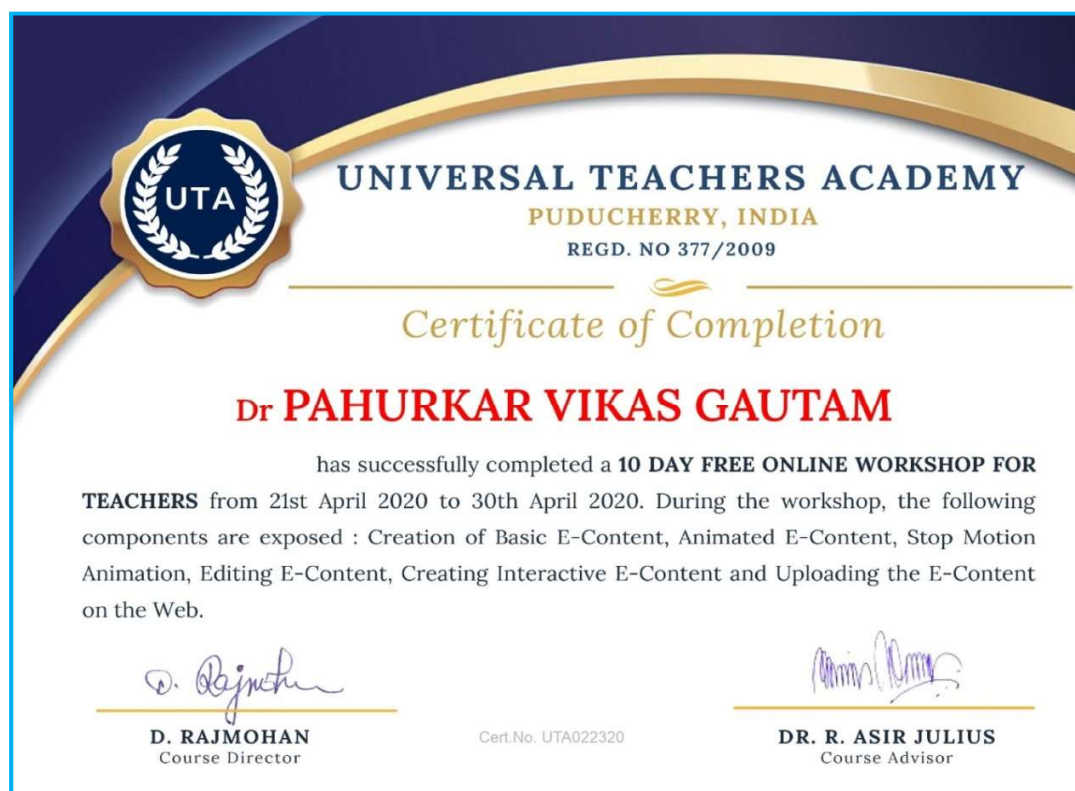 UTA
UNIVERSAL TEACHERS ACADEMY
PUDUCHERRY, INDIA
REGD. NO 377/2009
Certificate of Completion
Dr PAHURKAR VIKAS GAUTAM
has successfully completed a 10 DAY FREE ONLINE WORKSHOP FOR
TEACHERS from 21st April 2020 to 30th April 2020. During the workshop, the following
components are exposed : Creation of Basic E-Content, Animated E-Content, Stop Motion
Animation, Editing E-Content, Creating Interactive E-Content and Uploading the E-Content
on the Web.
D. Rajmohan
D. RAJMOHAN
Course Director
Cert.No. UTA022320
DR. R. ASIR JULIUS
Course Advisor